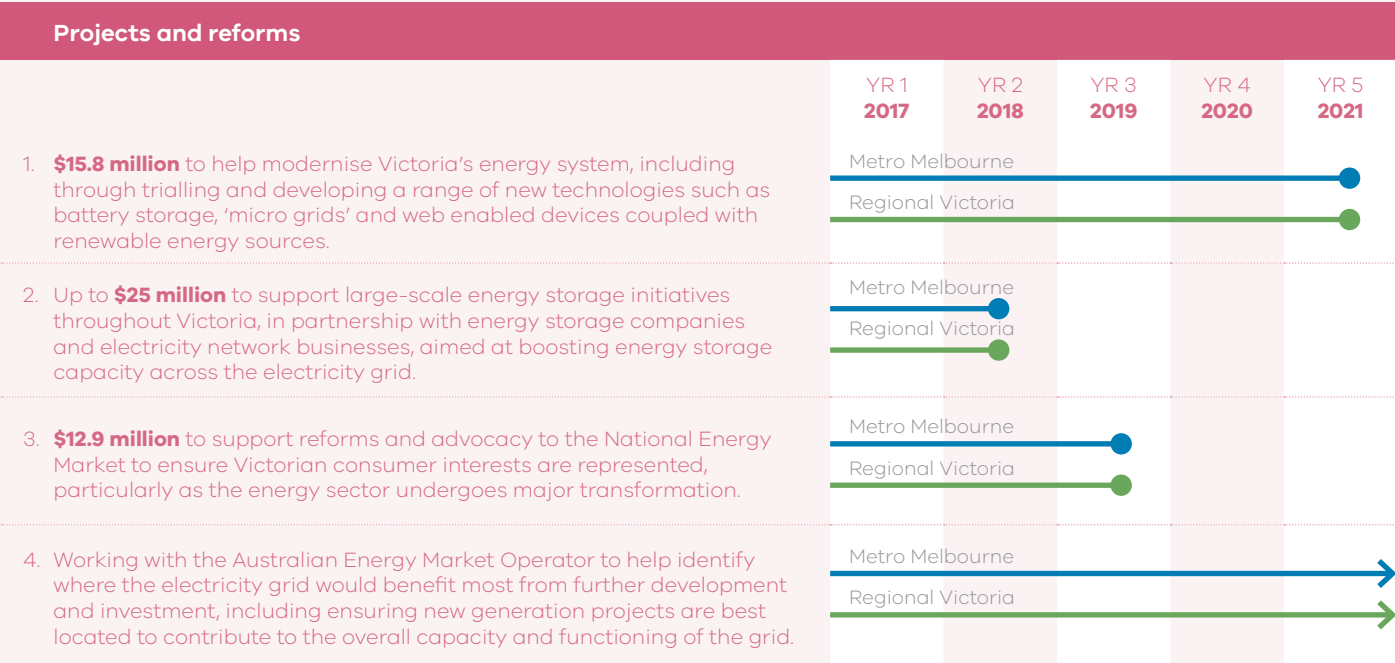 Projects and reforms
YR 1 YR 2 YR 3 YR 4 YR 5
2017 2018 2019 2020 2021
1. $15.8 million to help modernise Victoria’s energy system, including
through trialling and developing a range of new technologies such as
battery storage, ‘micro grids’ and web enabled devices coupled with
renewable energy sources.
Metro Melbourne
Regional Victoria
2. Up to $25 million to support large-scale energy storage initiatives
throughout Victoria, in partnership with energy storage companies
and electricity network businesses, aimed at boosting energy storage
capacity across the electricity grid.
Metro Melbourne
Regional Victoria
3. $12.9 million to support reforms and advocacy to the National Energy
Market to ensure Victorian consumer interests are represented,
particularly as the energy sector undergoes major transformation.
Metro Melbourne
Regional Victoria
4. Working with the Australian Energy Market Operator to help identify
where the electricity grid would benefit most from further development
and investment, including ensuring new generation projects are best
located to contribute to the overall capacity and functioning of the grid.
Metro Melbourne
Regional Victoria